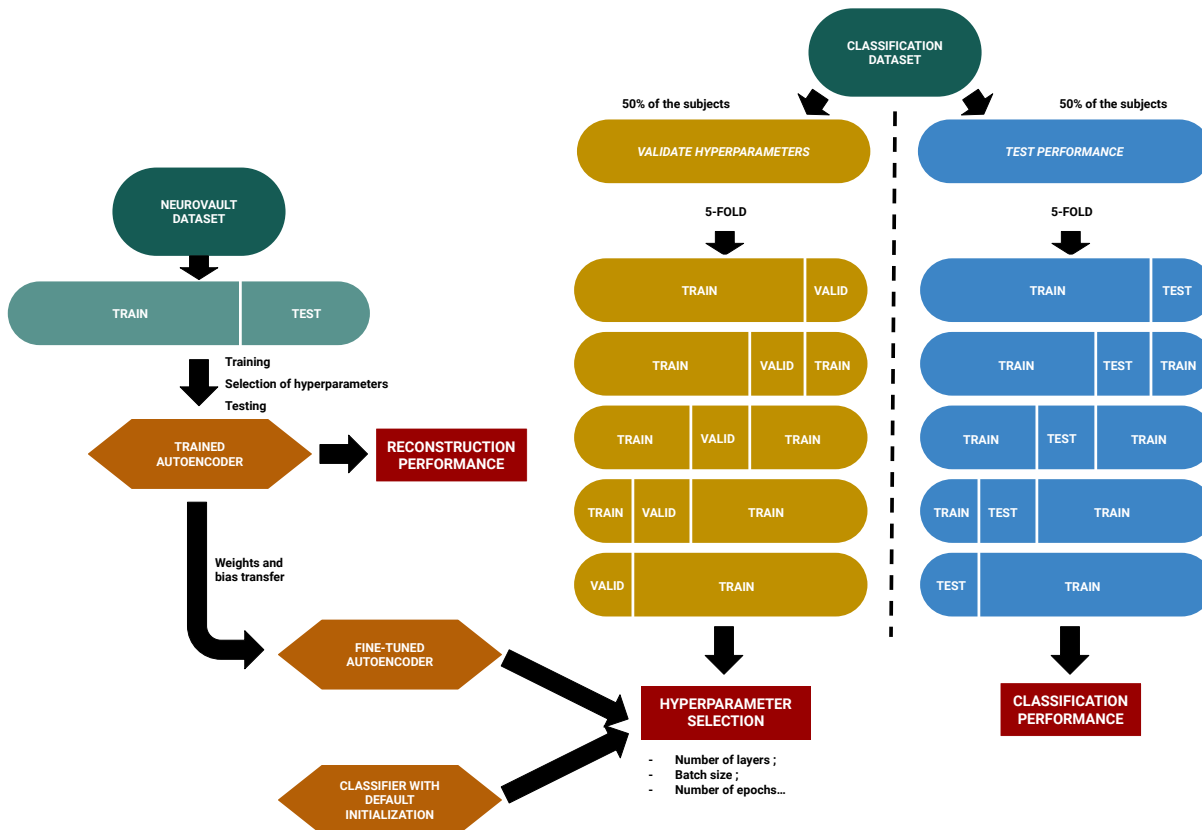 CLASSIFICATION
DATASET
50% of the subjects
50% of the subjects
VALIDATE HYPERPARAMETERS
TEST PERFORMANCE
NEUROVAULT
DATASET
5-FOLD
5-FOLD
TRAIN
TEST
Training
Selection of hyperparameters
Testing
TRAINED
AUTOENCODER
RECONSTRUCTION
PERFORMANCE
Weights and
bias transfer
FINE-TUNED
AUTOENCODER
CLASSIFIER WITH
DEFAULT
INITIALIZATION
TRAIN VALID
TRAIN VALID TRAIN
TRAIN VALID TRAIN
TRAIN VALID TRAIN
VALID TRAIN
HYPERPARAMETER
SELECTION
- Number of layers ;
- Batch size ;
- Number of epochs...
TRAIN TEST
TRAIN TEST TRAIN
TRAIN TEST TRAIN
TRAIN TEST TRAIN
TEST TRAIN
CLASSIFICATION
PERFORMANCE